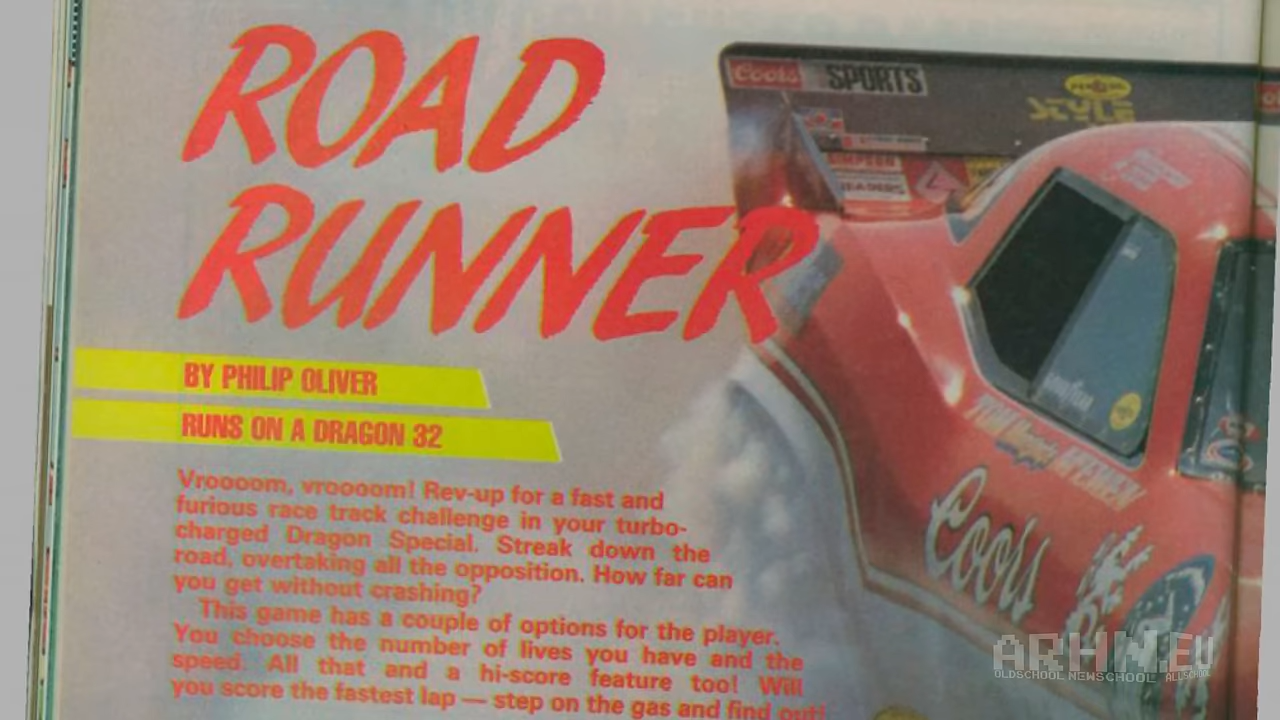 ROAD
RUNNER
BY PHILIP OLIVER
RUNS ON A DRAGON 32
Vroooom, vroooom! Rev-up for a fast and
furious race track challenge in your turbo-
charged Dragon Special. Streak down the
road, overtaking all the opposition. How far can
you get without crashing?
This game has a couple of options for the player.
You choose the number of lives you have and the
speed. All that and a hi-score feature too! Will
you score the fastest lap — step on the gas and find out!
Coors SPORTS
STYLE
SIMPSON
HEADERS
Coors
ARHN.EU
OLDSCHOOL NEWSCHOOL ALLSCHOOL